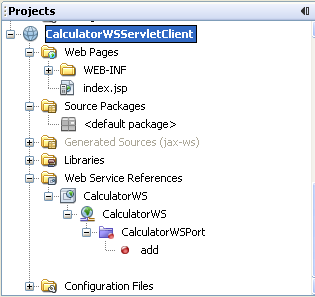 Projects
CalculatorWSServletClient
Web Pages
WEB-INF
index.jsp
Source Packages
<default package>
Generated Sources (jax-ws)
Libraries
Web Service References
CalculatorWS
CalculatorWS
CalculatorWSPort
add
Configuration Files